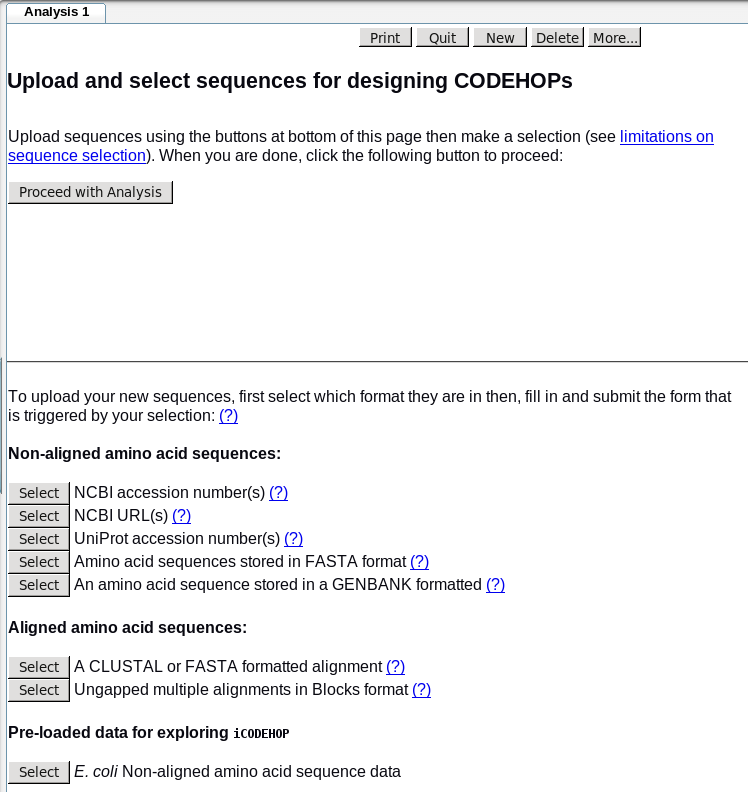 Analysis 1
Print Quit New Delete More...
Upload and select sequences for designing CODEHOPs
Upload sequences using the buttons at bottom of this page then make a selection (see limitations on
sequence selection). When you are done, click the following button to proceed:
Proceed with Analysis
To upload your new sequences, first select which format they are in then, fill in and submit the form that
is triggered by your selection: (?)
Non-aligned amino acid sequences:
Select NCBI accession number(s) (?)
Select NCBI URL(s) (?)
Select UniProt accession number(s) (?)
Select Amino acid sequences stored in FASTA format (?)
Select An amino acid sequence stored in a GENBANK formatted (?)
Aligned amino acid sequences:
Select A CLUSTAL or FASTA formatted alignment (?)
Select Ungapped multiple alignments in Blocks format (?)
Pre-loaded data for exploring iCODEHOP
Select E. coli Non-aligned amino acid sequence data